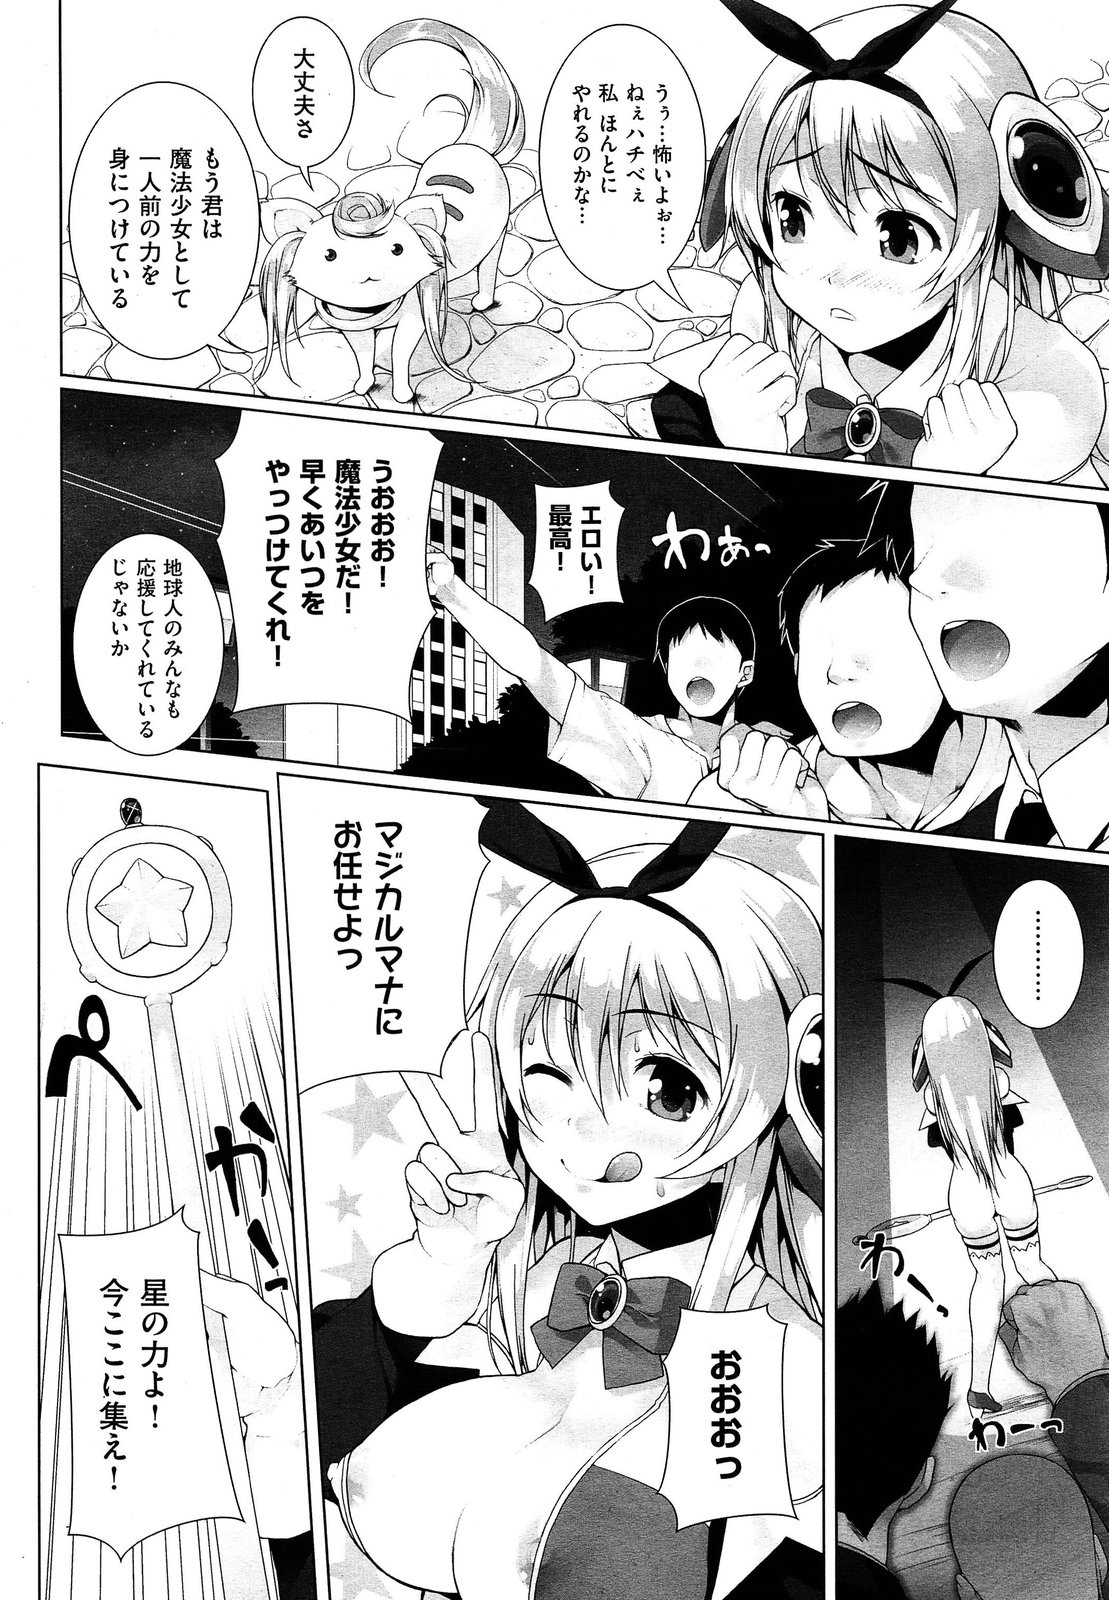 うぅ…怖いよぉ…
ねぇハチべぇ
私 ほんとに
やれるのかな…
大丈夫さ
もう君は
魔法少女として
一人前の力を
身につけている
わぁーっ
エロい!
最高!
うおおお!
魔法少女だ!
早くあいつを
やっつけてくれ!
地球人のみんなも
応援してくれている
じゃないか
…………
わー!
わーっ
マジカルマナに
お任せよっ
おおおっ
ペ
かーっ
星の力よ!
今ここに集え!